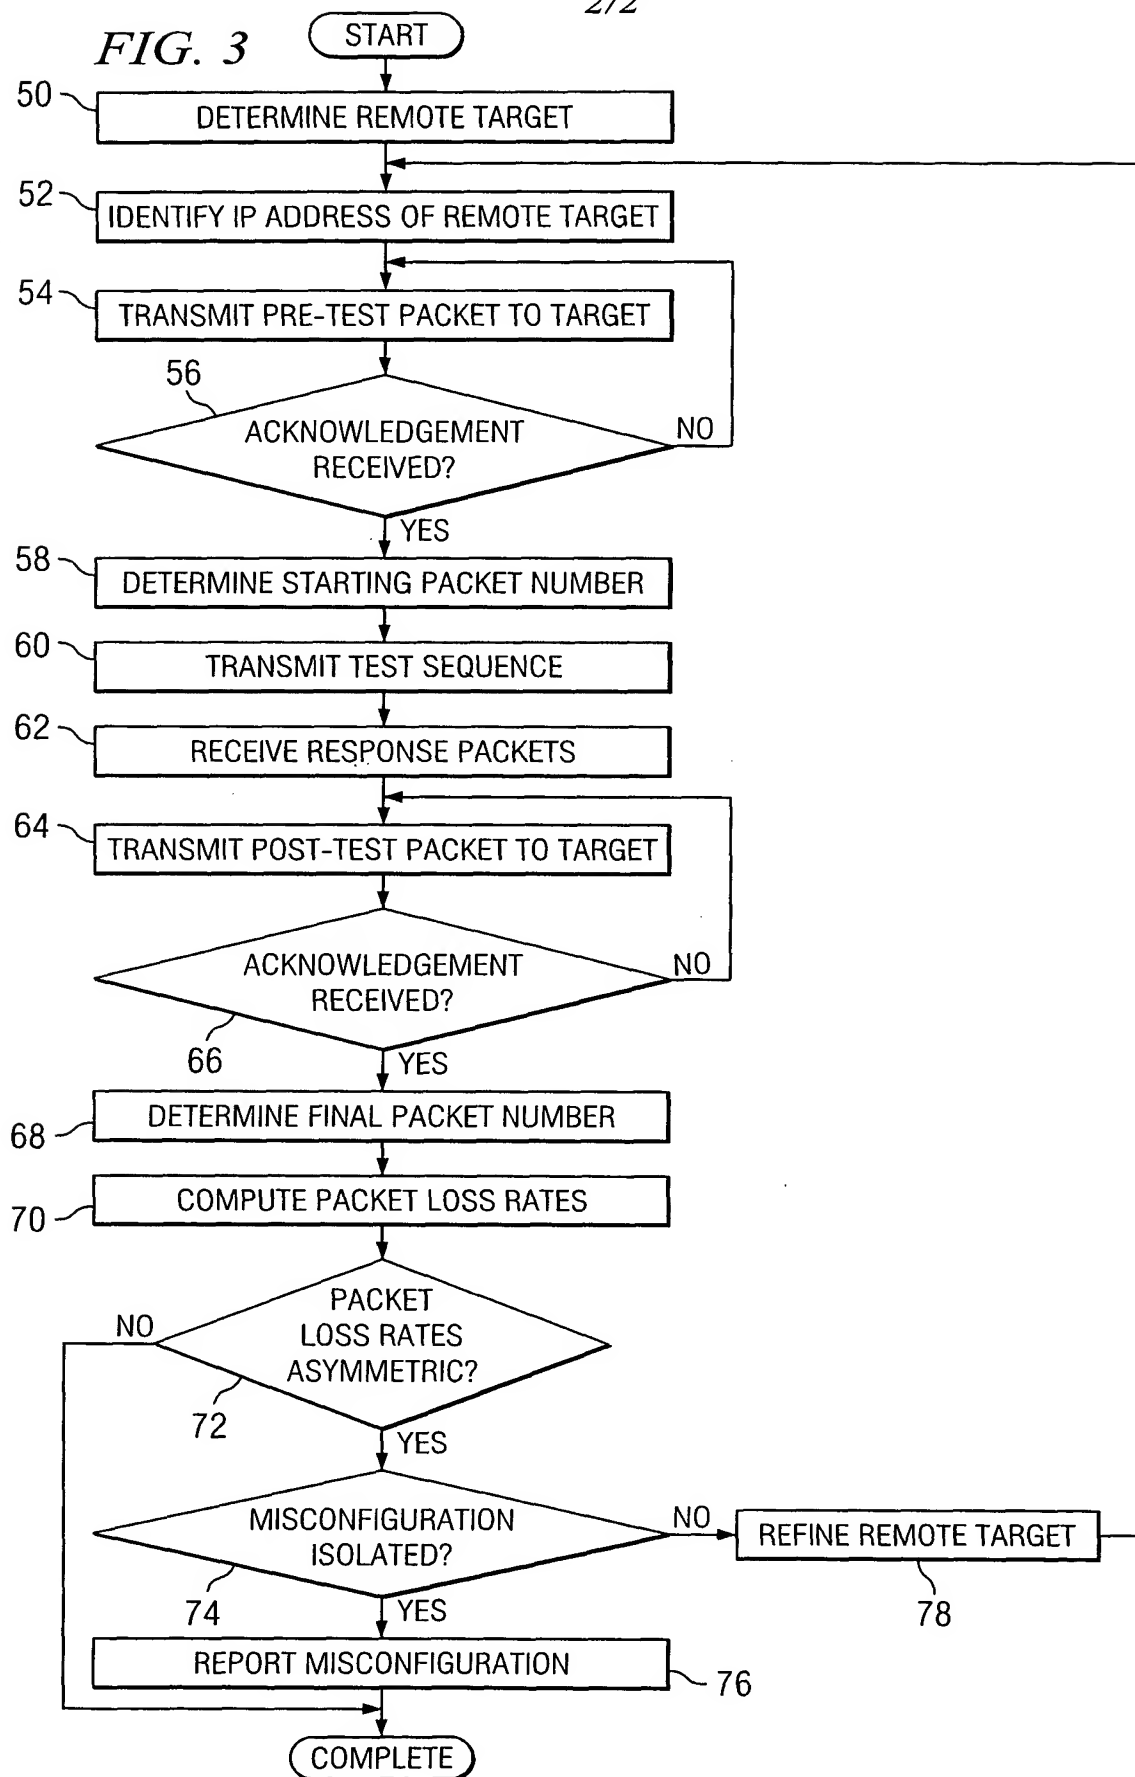 2/2
FIG. 3
START
50
DETERMINE REMOTE TARGET
52
IDENTIFY IP ADDRESS OF REMOTE TARGET
54
TRANSMIT PRE-TEST PACKET TO TARGET
56
ACKNOWLEDGEMENT
RECEIVED?
NO
YES
58
DETERMINE STARTING PACKET NUMBER
60
TRANSMIT TEST SEQUENCE
62
RECEIVE RESPONSE PACKETS
64
TRANSMIT POST-TEST PACKET TO TARGET
ACKNOWLEDGEMENT
RECEIVED?
NO
66
YES
DETERMINE FINAL PACKET NUMBER
68
COMPUTE PACKET LOSS RATES
70
PACKET
LOSS RATES
ASYMMETRIC?
NO
72
YES
MISCONFIGURATION
ISOLATED?
NO
REFINE REMOTE TARGET
74
78
YES
REPORT MISCONFIGURATION
76
COMPLETE